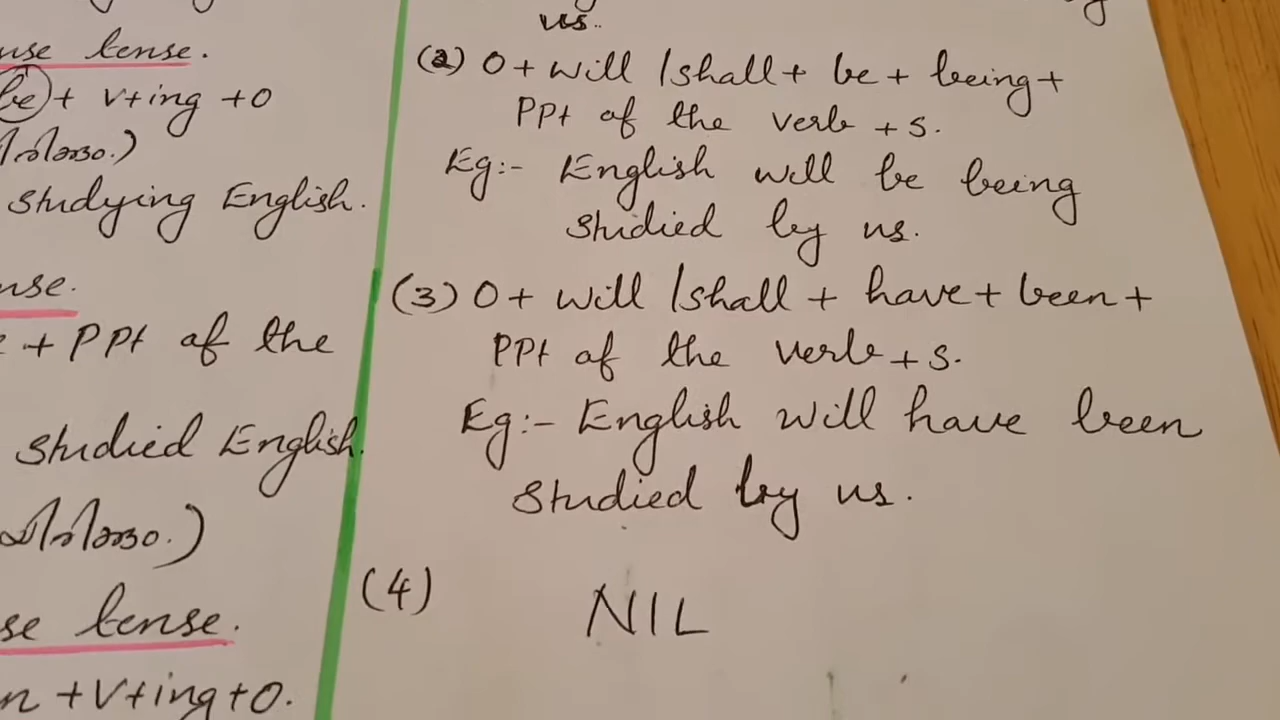 use tense.
be + v+ing +O
studying English.
nse.
+ PPt of the
studied English.
se tense.
n +V+ing+O.
us.
(2) O + will /shall + be + being +
PPt of the verb + S.
Eg:- English will be being
studied by us.
(3) O + will /shall + have + been +
PPt of the verb + S.
Eg:- English will have been
studied by us.
(4) NIL